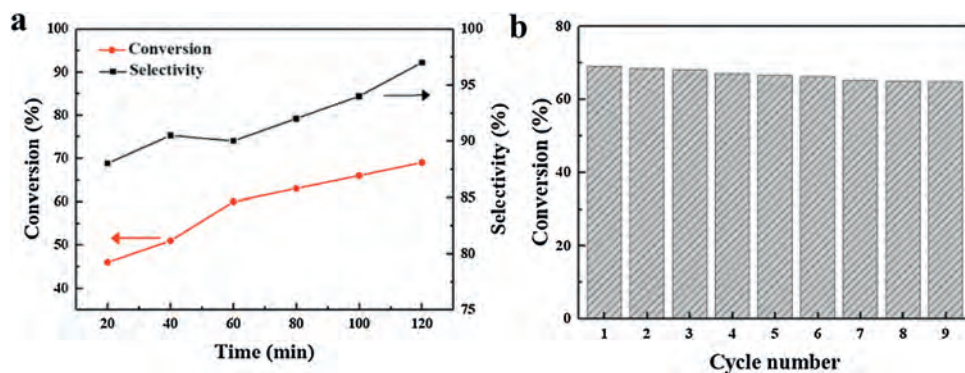 a
Conversion
Selectivity
Conversion (%)
100
90
80
70
60
50
40
100
95
90
85
80
75
Selectivity (%)
20 40 60 80 100 120
Time (min)
b
Conversion (%)
80
60
40
20
0
1 2 3 4 5 6 7 8 9
Cycle number